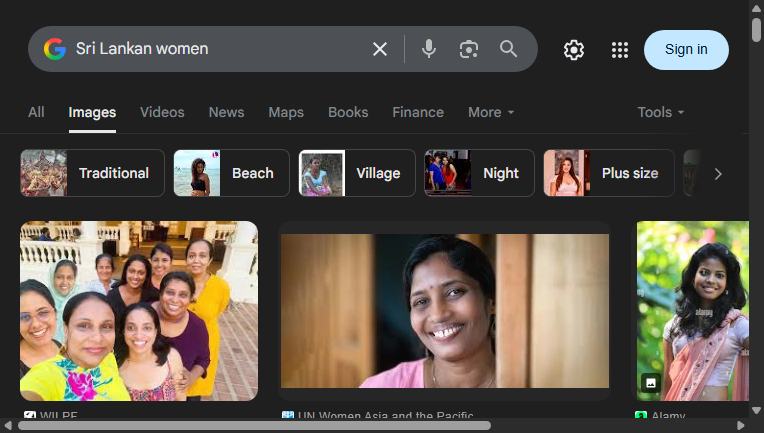 Sri Lankan women
Sign in
All Images Videos News Maps Books Finance More Tools
Traditional Beach Village Night Plus size
alamy
WILPF UN Women Asia and the Pacific Alamy